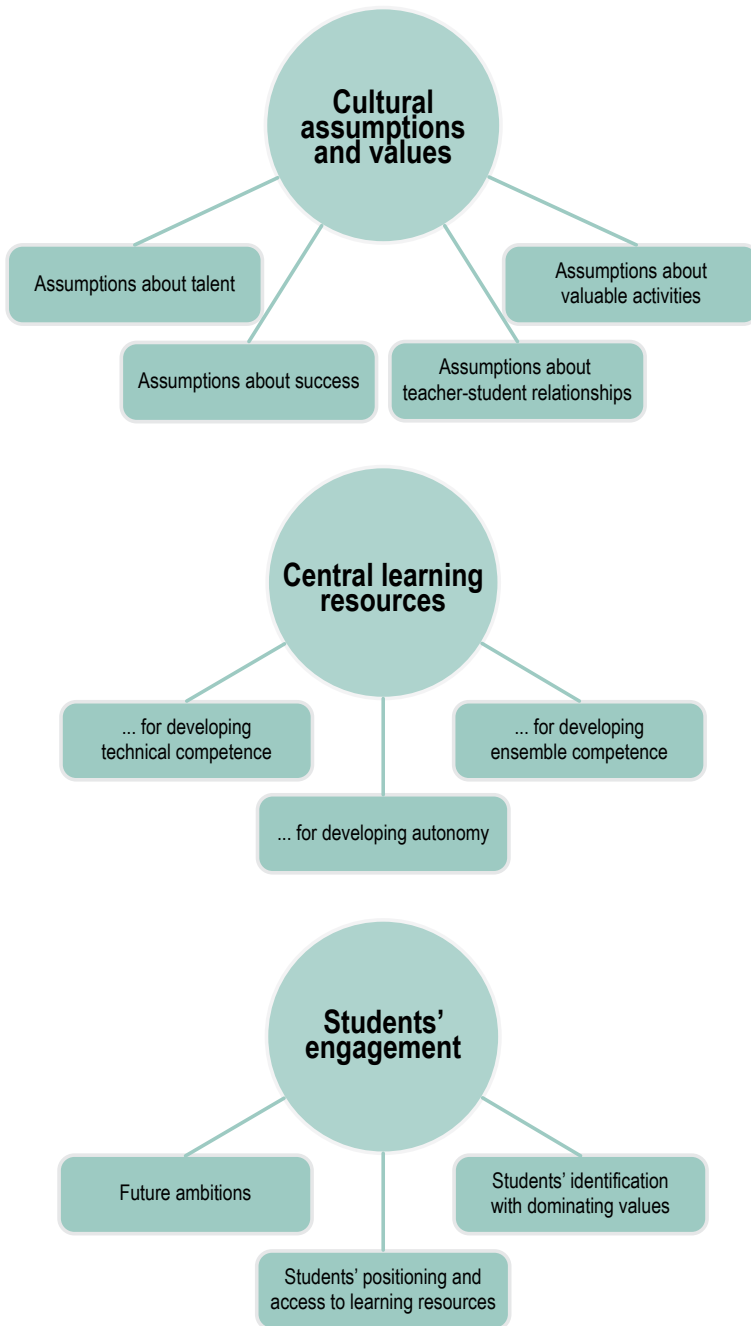 Cultural
assumptions
and values
Assumptions about talent
Assumptions about
valuable activities
Assumptions about success
Assumptions about
teacher-student relationships
Central learning
resources
... for developing
technical competence
... for developing
ensemble competence
... for developing autonomy
Students’
engagement
Future ambitions
Students’ identification
with dominating values
Students’ positioning and
access to learning resources